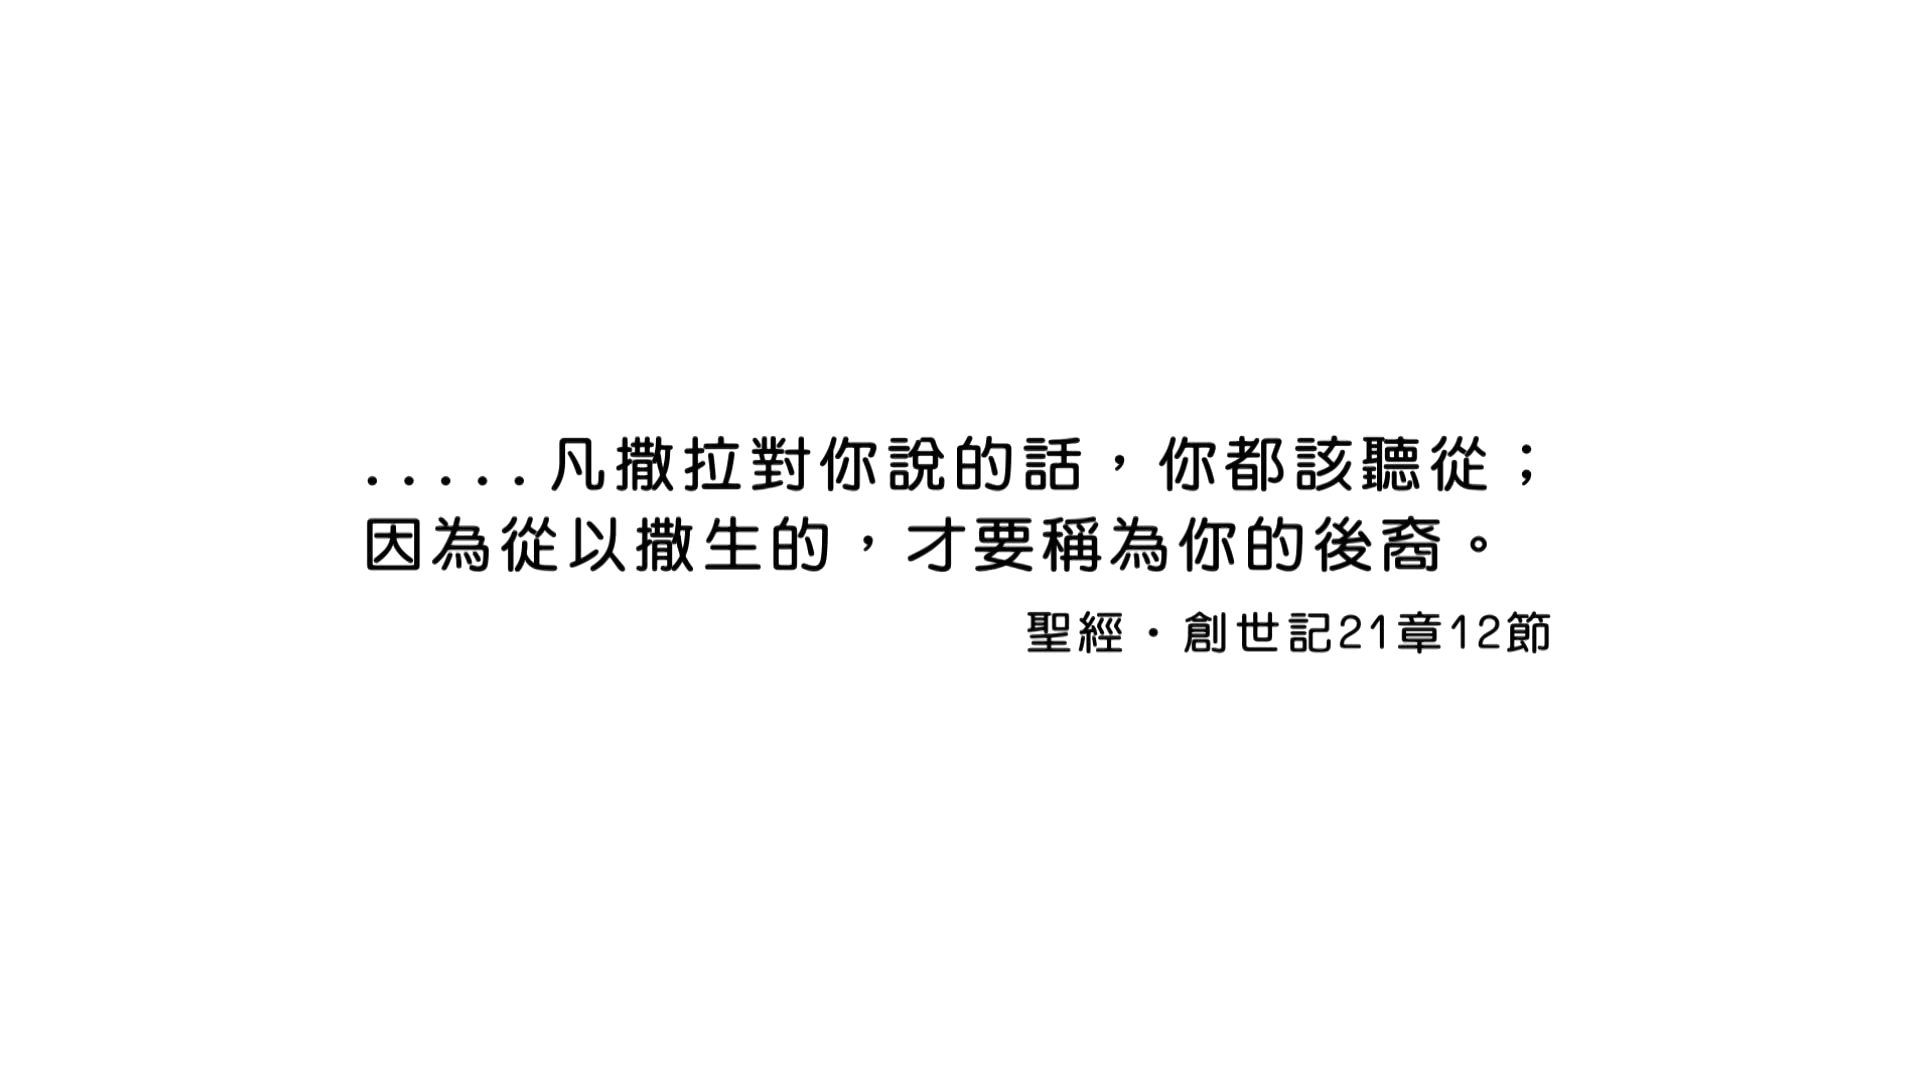 .....凡撒拉對你說的話，你都該聽從；
因為從以撒生的，才要稱為你的後裔。
聖經・創世記21章12節